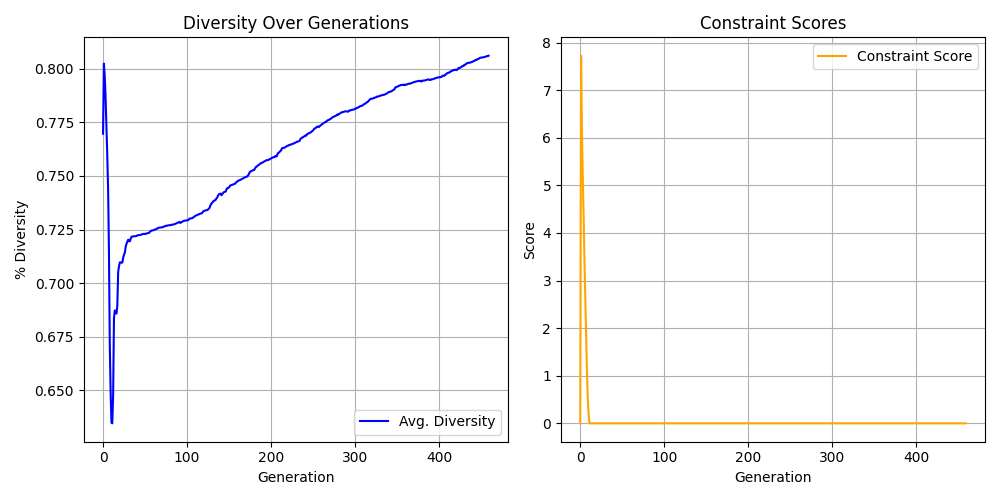 Diversity Over Generations
% Diversity
0.800
0.775
0.750
0.725
0.700
0.675
0.650
Avg. Diversity
0 100 200 300 400
Generation
Constraint Scores
Score
8
7
6
5
4
3
2
1
0
Constraint Score
0 100 200 300 400
Generation